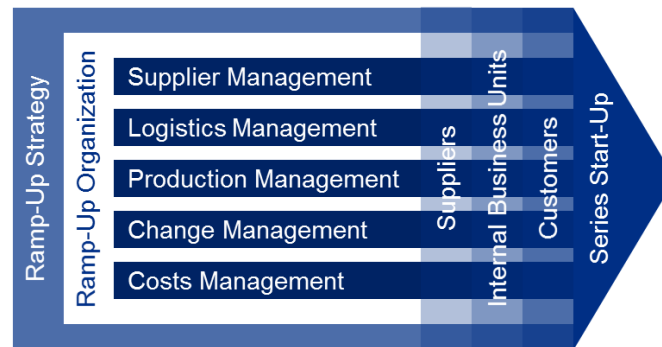 Ramp-Up Strategy
Ramp-Up Organization
Supplier Management
Logistics Management
Production Management
Change Management
Costs Management
Suppliers
Internal Business Units
Customers
Series Start-Up